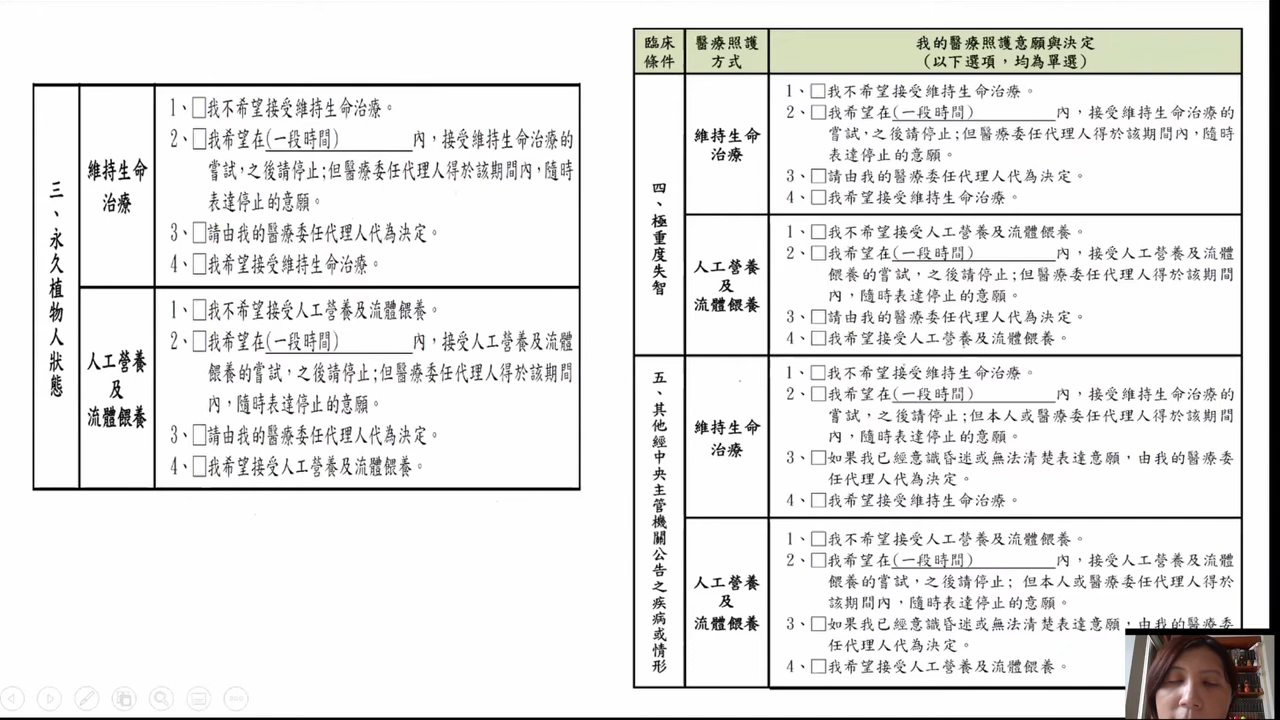 三、永久植物人狀態
維持生命
治療
1、□我不希望接受維持生命治療。
2、□我希望在(一段時間)________內，接受維持生命治療的
嘗試，之後請停止；但醫療委任代理人得於該期間內，隨時
表達停止的意願。
3、□請由我的醫療委任代理人代為決定。
4、□我希望接受維持生命治療。
人工營養
及
流體餵養
1、□我不希望接受人工營養及流體餵養。
2、□我希望在(一段時間)________內，接受人工營養及流體
餵養的嘗試，之後請停止；但醫療委任代理人得於該期間
內，隨時表達停止的意願。
3、□請由我的醫療委任代理人代為決定。
4、□我希望接受人工營養及流體餵養。
臨床
條件
醫療照護
方式
我的醫療照護意願與決定
(以下選項，均為單選)
四、極重度失智
維持生命
治療
1、□我不希望接受維持生命治療。
2、□我希望在(一段時間)________內，接受維持生命治療的
嘗試，之後請停止；但醫療委任代理人得於該期間內，隨時
表達停止的意願。
3、□請由我的醫療委任代理人代為決定。
4、□我希望接受維持生命治療。
人工營養
及
流體餵養
1、□我不希望接受人工營養及流體餵養。
2、□我希望在(一段時間)________內，接受人工營養及流體
餵養的嘗試，之後請停止；但醫療委任代理人得於該期間
內，隨時表達停止的意願。
3、□請由我的醫療委任代理人代為決定。
4、□我希望接受人工營養及流體餵養。
五、其他經中央主管機關公告之疾病或情形
維持生命
治療
1、□我不希望接受維持生命治療。
2、□我希望在(一段時間)________內，接受維持生命治療的
嘗試，之後請停止；但本人或醫療委任代理人得於該期間
內，隨時表達停止的意願。
3、□如果我已經意識昏迷或無法清楚表達意願，由我的醫療委
任代理人代為決定。
4、□我希望接受維持生命治療。
人工營養
及
流體餵養
1、□我不希望接受人工營養及流體餵養。
2、□我希望在(一段時間)________內，接受人工營養及流體
餵養的嘗試，之後請停止； 但本人或醫療委任代理人得於
該期間內，隨時表達停止的意願。
3、□如果我已經意識昏迷或無法清楚表達意願，由我的醫療委
任代理人代為決定。
4、□我希望接受人工營養及流體餵養。